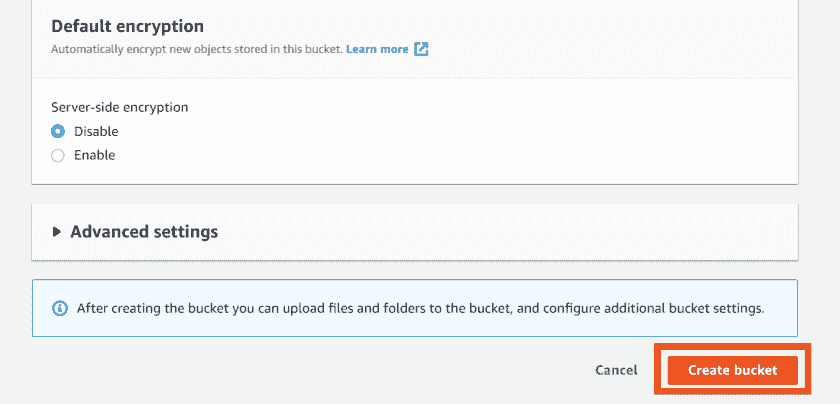 Default encryption
Automatically encrypt new objects stored in this bucket. Learn more
Server-side encryption
Disable
Enable
Advanced settings
After creating the bucket you can upload files and folders to the bucket, and configure additional bucket settings.
Cancel Create bucket